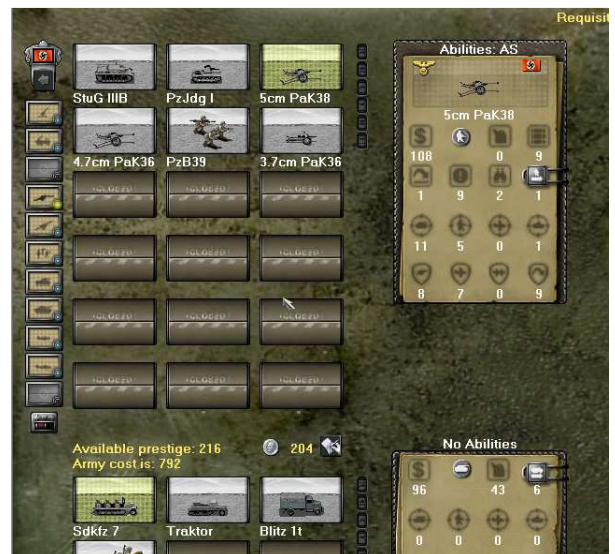 Requisit
Abilities: AS
StuG IIIB PzJdg I 5cm PaK38
5cm PaK38
4.7cm PaK36 PzB39 3.7cm PaK36
108 0 9
1 9 2 1
11 5 0 1
8 7 0 9
Available prestige: 216 204
Army cost is: 792
No Abilities
96 43 6
Sdkfz 7 Traktor Blitz 1t
0 0 0 0